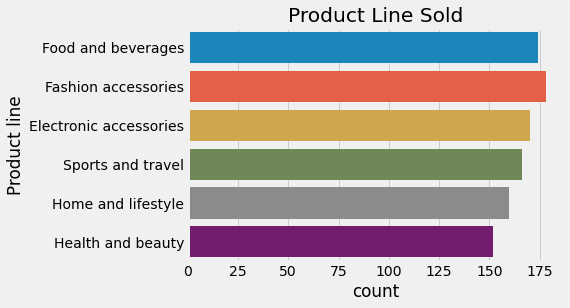 Product Line Sold
Product line
Food and beverages
Fashion accessories
Electronic accessories
Sports and travel
Home and lifestyle
Health and beauty
0 25 50 75 100 125 150 175
count